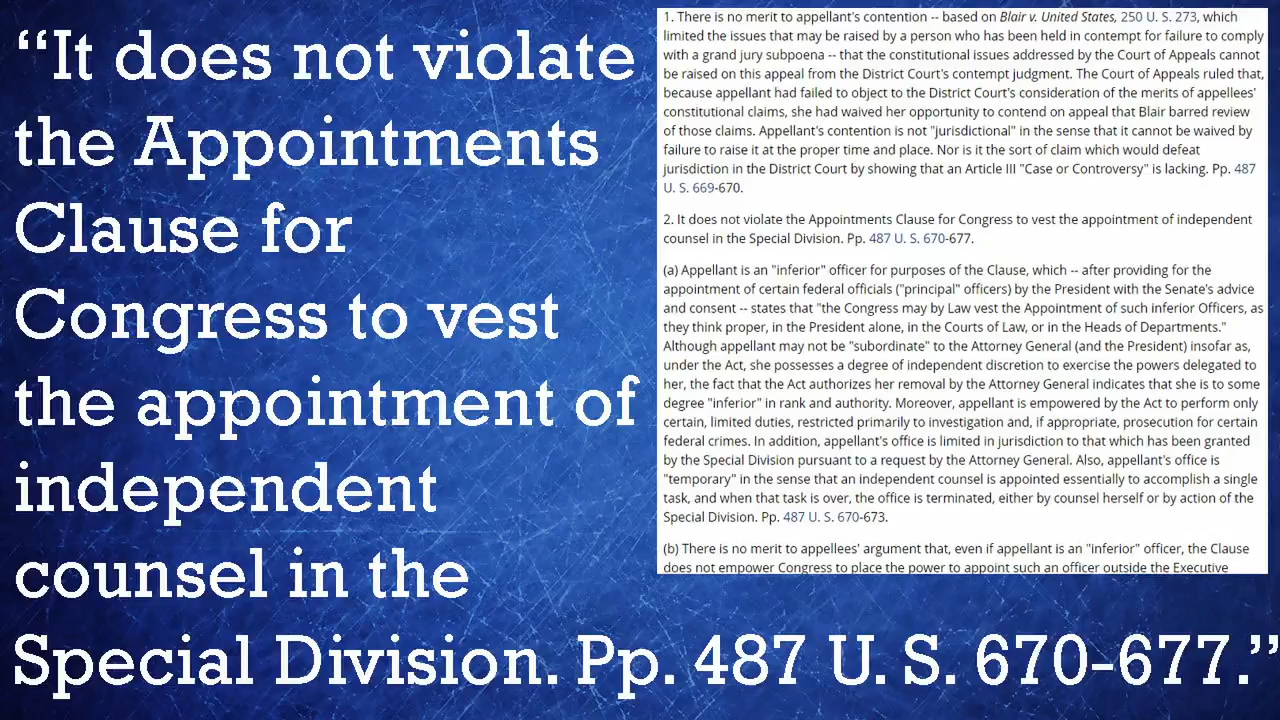 “It does not violate
the Appointments
Clause for
Congress to vest
the appointment of
independent
counsel in the
Special Division. Pp. 487 U. S. 670-677.”
1. There is no merit to appellant's contention -- based on Blair v. United States, 250 U. S. 273, which
limited the issues that may be raised by a person who has been held in contempt for failure to comply
with a grand jury subpoena -- that the constitutional issues addressed by the Court of Appeals cannot
be raised on this appeal from the District Court's contempt judgment. The Court of Appeals ruled that,
because appellant had failed to object to the District Court's consideration of the merits of appellees'
constitutional claims, she had waived her opportunity to contend on appeal that Blair barred review
of those claims. Appellant's contention is not "jurisdictional" in the sense that it cannot be waived by
failure to raise it at the proper time and place. Nor is it the sort of claim which would defeat
jurisdiction in the District Court by showing that an Article III "Case or Controversy" is lacking. Pp. 487
U. S. 669-670.
2. It does not violate the Appointments Clause for Congress to vest the appointment of independent
counsel in the Special Division. Pp. 487 U. S. 670-677.
(a) Appellant is an "inferior" officer for purposes of the Clause, which -- after providing for the
appointment of certain federal officials ("principal" officers) by the President with the Senate's advice
and consent -- states that "the Congress may by Law vest the Appointment of such inferior Officers, as
they think proper, in the President alone, in the Courts of Law, or in the Heads of Departments."
Although appellant may not be "subordinate" to the Attorney General (and the President) insofar as,
under the Act, she possesses a degree of independent discretion to exercise the powers delegated to
her, the fact that the Act authorizes her removal by the Attorney General indicates that she is to some
degree "inferior" in rank and authority. Moreover, appellant is empowered by the Act to perform only
certain, limited duties, restricted primarily to investigation and, if appropriate, prosecution for certain
federal crimes. In addition, appellant's office is limited in jurisdiction to that which has been granted
by the Special Division pursuant to a request by the Attorney General. Also, appellant's office is
"temporary" in the sense that an independent counsel is appointed essentially to accomplish a single
task, and when that task is over, the office is terminated, either by counsel herself or by action of the
Special Division. Pp. 487 U. S. 670-673.
(b) There is no merit to appellees' argument that, even if appellant is an "inferior" officer, the Clause
does not empower Congress to place the power to appoint such an officer outside the Executive